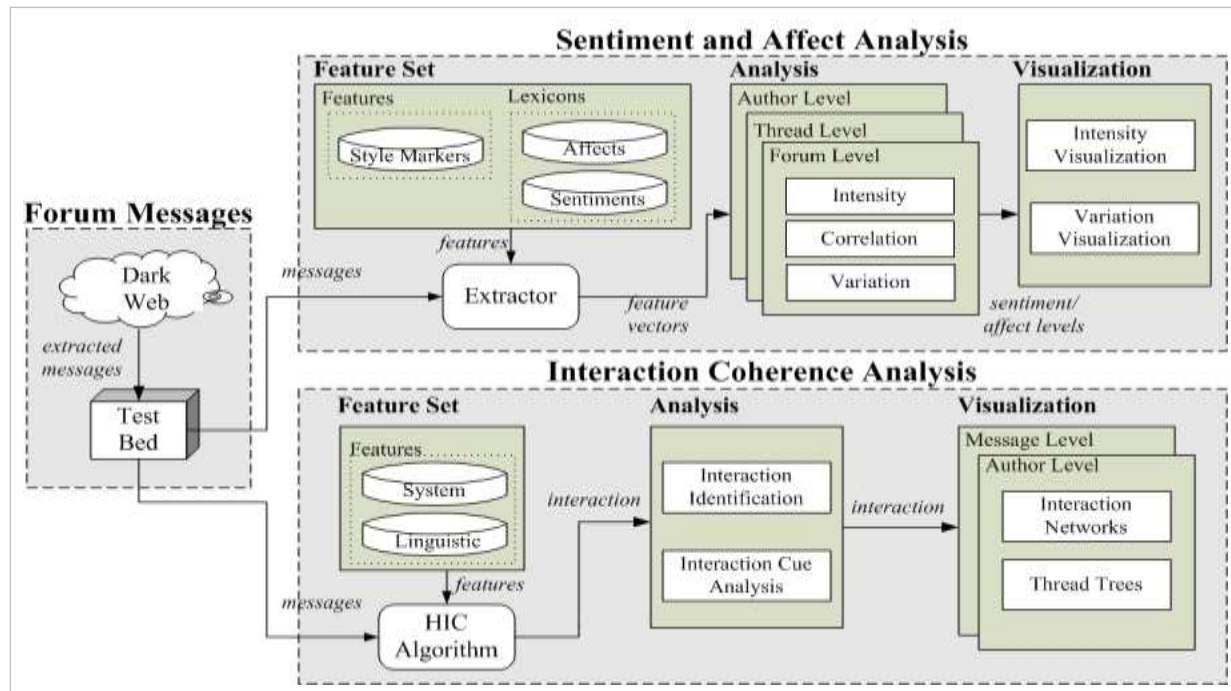 Sentiment and Affect Analysis
Feature Set
Features
Style Markers
Lexicons
Affects
Sentiments
features
Extractor
messages
feature
vectors
Analysis
Author Level
Thread Level
Forum Level
Intensity
Correlation
Variation
sentiment/
affect levels
Visualization
Intensity
Visualization
Variation
Visualization
Forum Messages
Dark
Web
extracted
messages
Test
Bed
Interaction Coherence Analysis
Feature Set
Features
System
Linguistic
features
messages
HIC
Algorithm
interaction
Analysis
Interaction
Identification
Interaction Cue
Analysis
interaction
Visualization
Message Level
Author Level
Interaction
Networks
Thread Trees